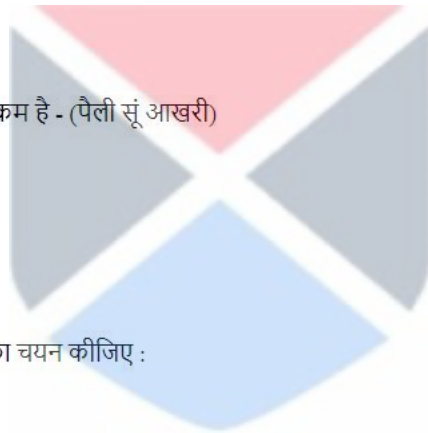 क्रम है - (पैली सूं आखरी)
का चयन कीजिए :